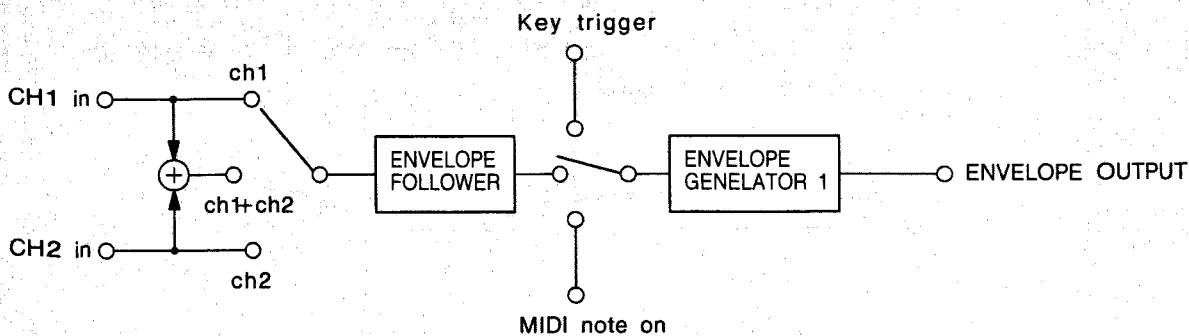 Key trigger
ch1
CH1 in
ENVELOPE
FOLLOWER
ENVELOPE
GENELATOR 1
ENVELOPE OUTPUT
+
ch1+ch2
CH2 in
ch2
MIDI note on